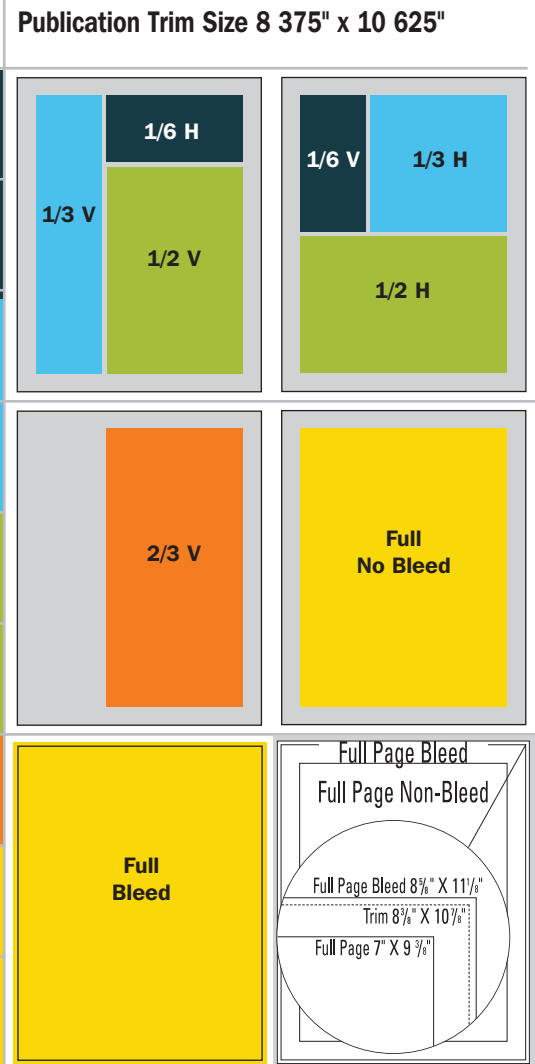 Publication Trim Size 8 375" x 10 625"
1/3 V
1/6 H
1/2 V
1/6 V
1/3 H
1/2 H
2/3 V
Full
No Bleed
Full
Bleed
Full Page Bleed
Full Page Non-Bleed
Full Page Bleed 8⅝" X 11⅛"
Trim 8⅜" X 10⅞"
Full Page 7" X 9 ⅜"